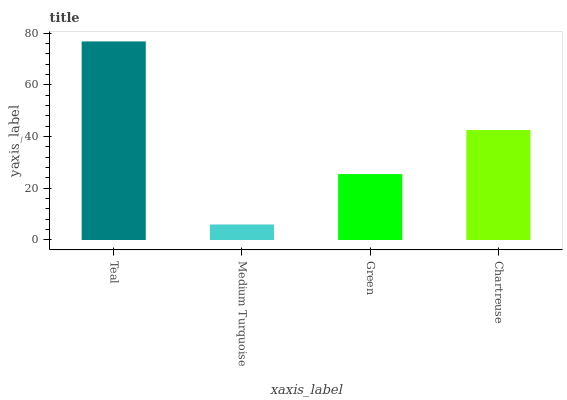 title
80
60
40
20
0
yaxis_label
Teal
Medium Turquoise
Green
Chartreuse
xaxis_label